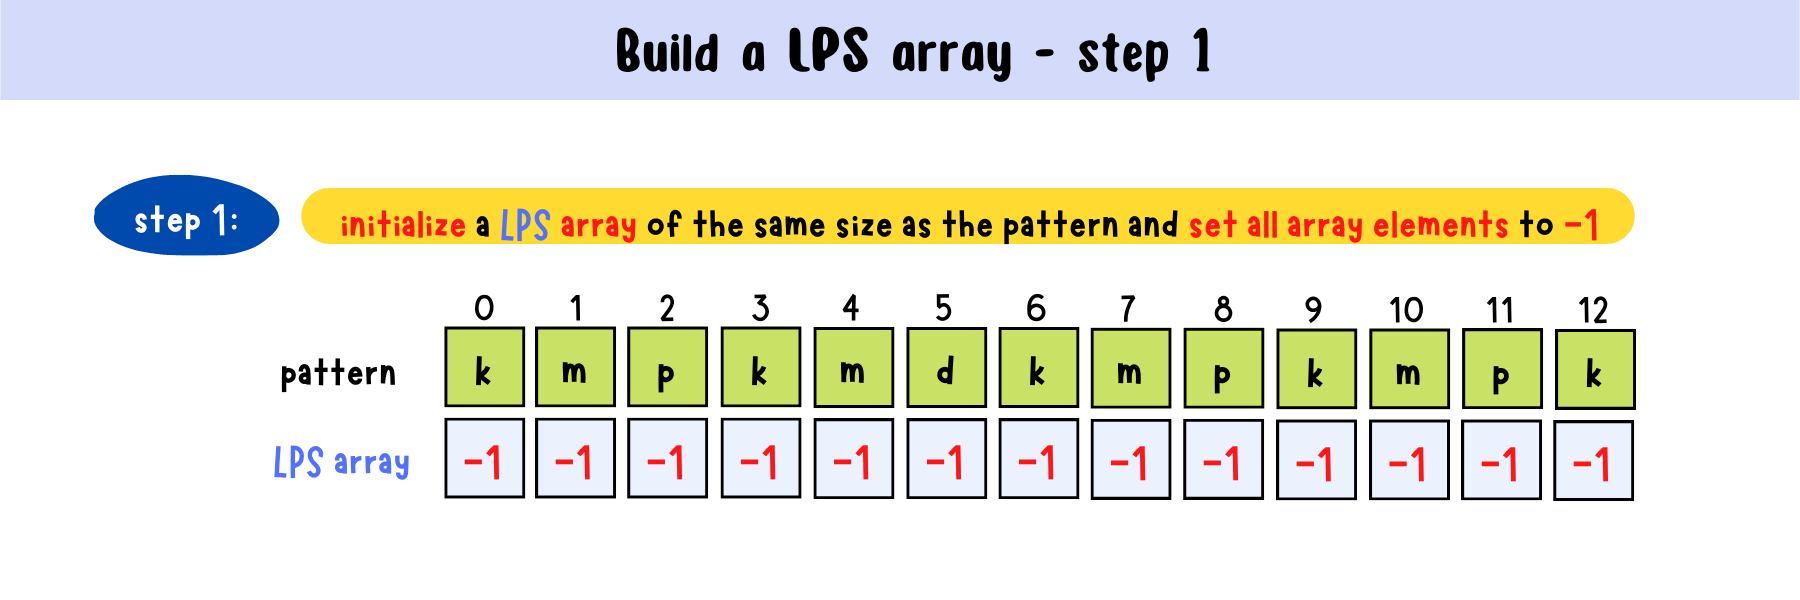 Build a LPS array - step 1
step 1:
initialize a LPS array of the same size as the pattern and set all array elements to -1
0 1 2 3 4 5 6 7 8 9 10 11 12
pattern k m p k m d k m p k m p k
LPS array -1 -1 -1 -1 -1 -1 -1 -1 -1 -1 -1 -1 -1